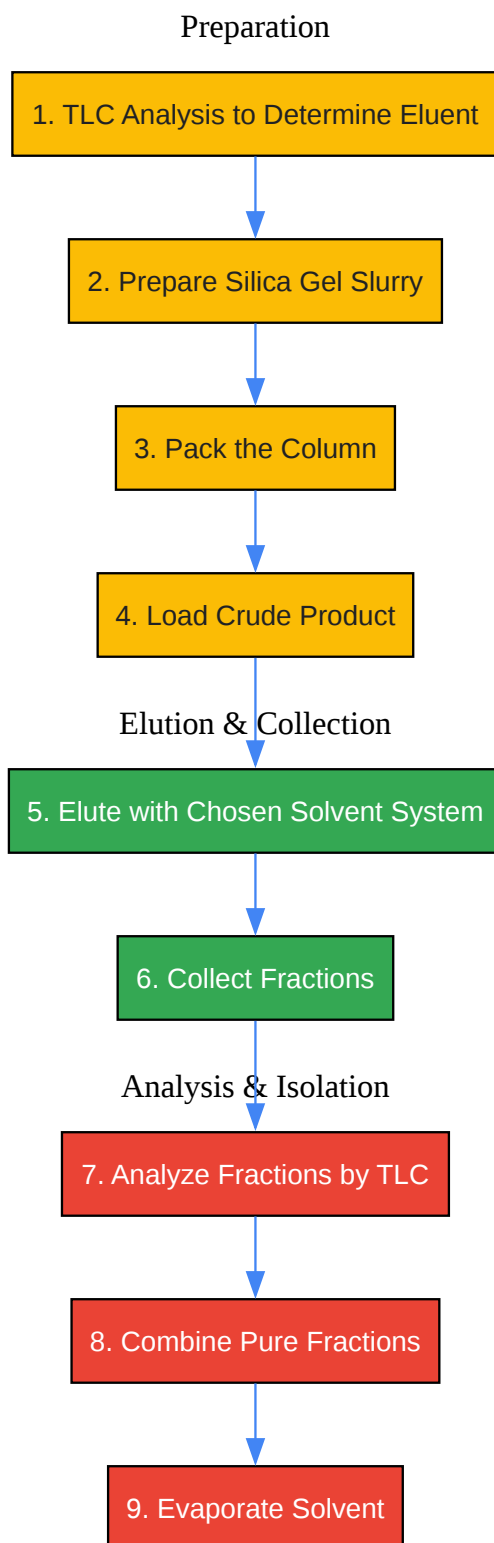 Preparation
1. TLC Analysis to Determine Eluent
2. Prepare Silica Gel Slurry
3. Pack the Column
4. Load Crude Product
Elution & Collection
5. Elute with Chosen Solvent System
6. Collect Fractions
Analysis & Isolation
7. Analyze Fractions by TLC
8. Combine Pure Fractions
9. Evaporate Solvent